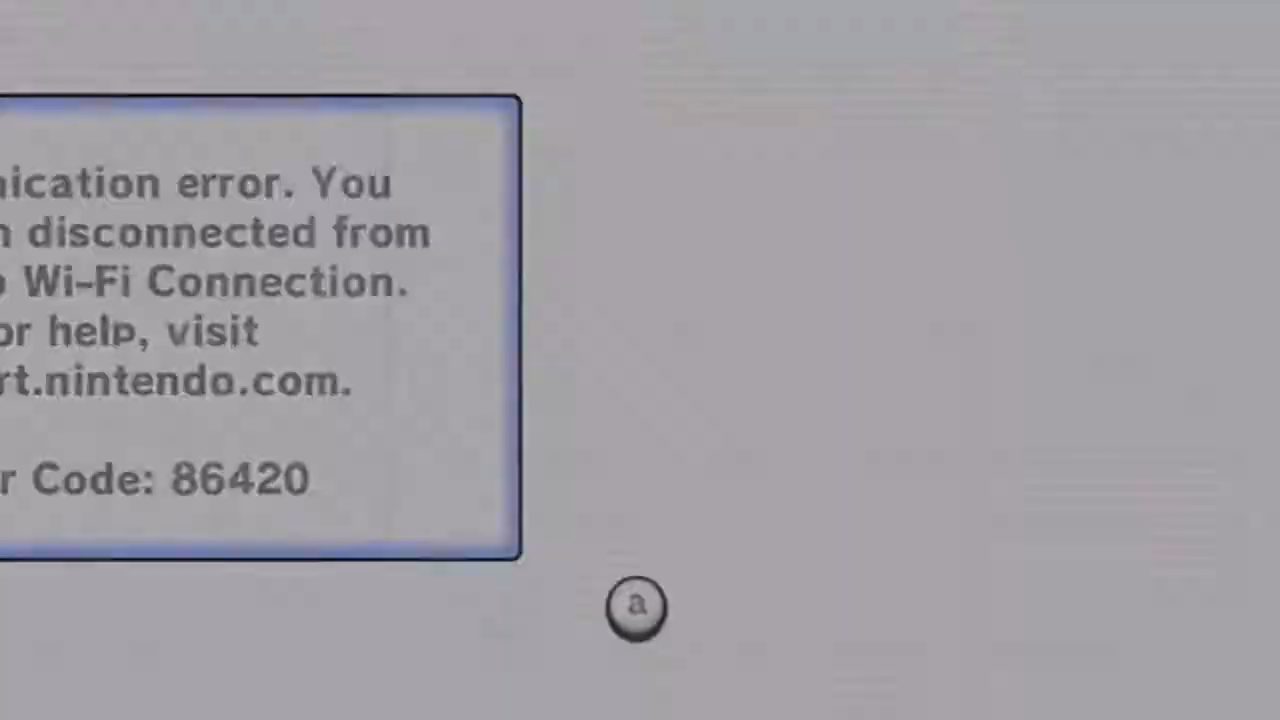 nication error. You
n disconnected from
o Wi-Fi Connection.
or help, visit
rt.nintendo.com.
r Code: 86420
a